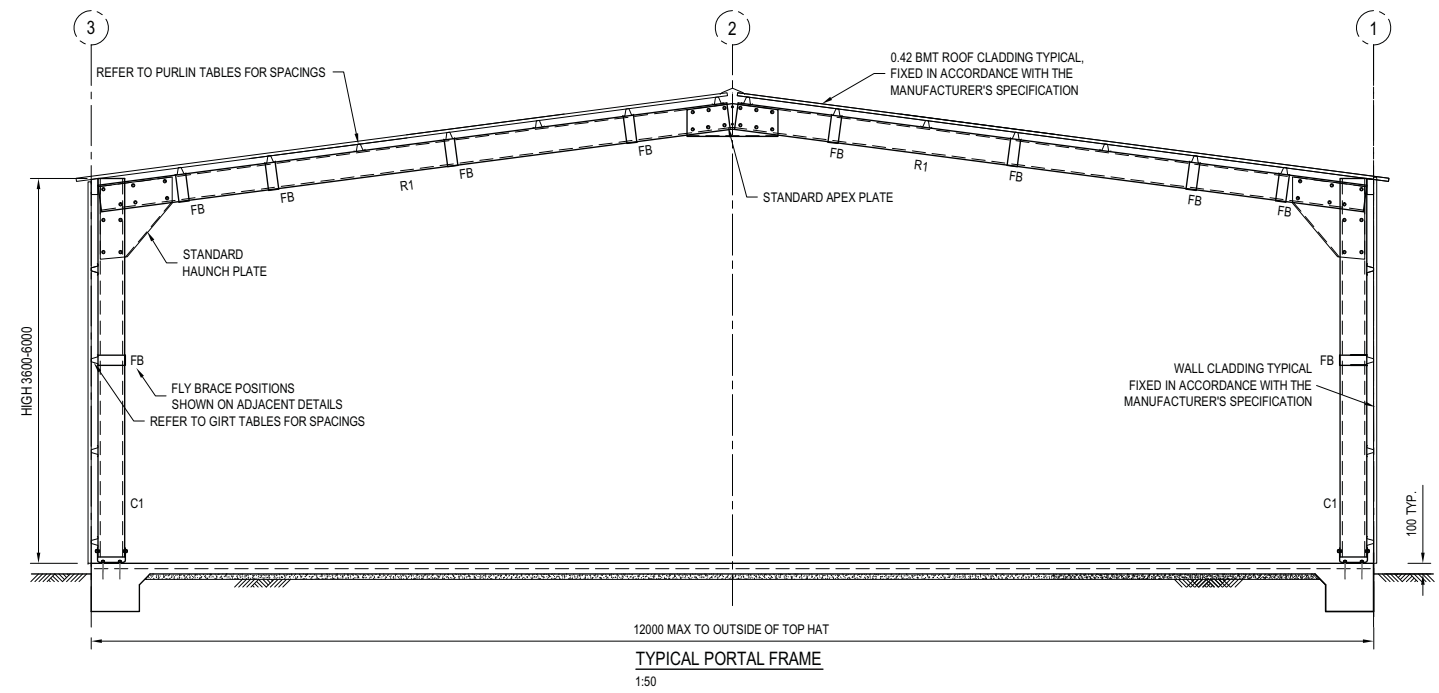 3
2
1
REFER TO PURLIN TABLES FOR SPACINGS
0.42 BMT ROOF CLADDING TYPICAL,
FIXED IN ACCORDANCE WITH THE
MANUFACTURER'S SPECIFICATION
FB
FB
R1
FB
FB
FB
R1
FB
FB
FB
STANDARD APEX PLATE
STANDARD
HAUNCH PLATE
HIGH 3600-6000
FB
FLY BRACE POSITIONS
SHOWN ON ADJACENT DETAILS
REFER TO GIRT TABLES FOR SPACINGS
FB
WALL CLADDING TYPICAL
FIXED IN ACCORDANCE WITH THE
MANUFACTURER'S SPECIFICATION
C1
C1
100 TYP.
12000 MAX TO OUTSIDE OF TOP HAT
TYPICAL PORTAL FRAME
1:50